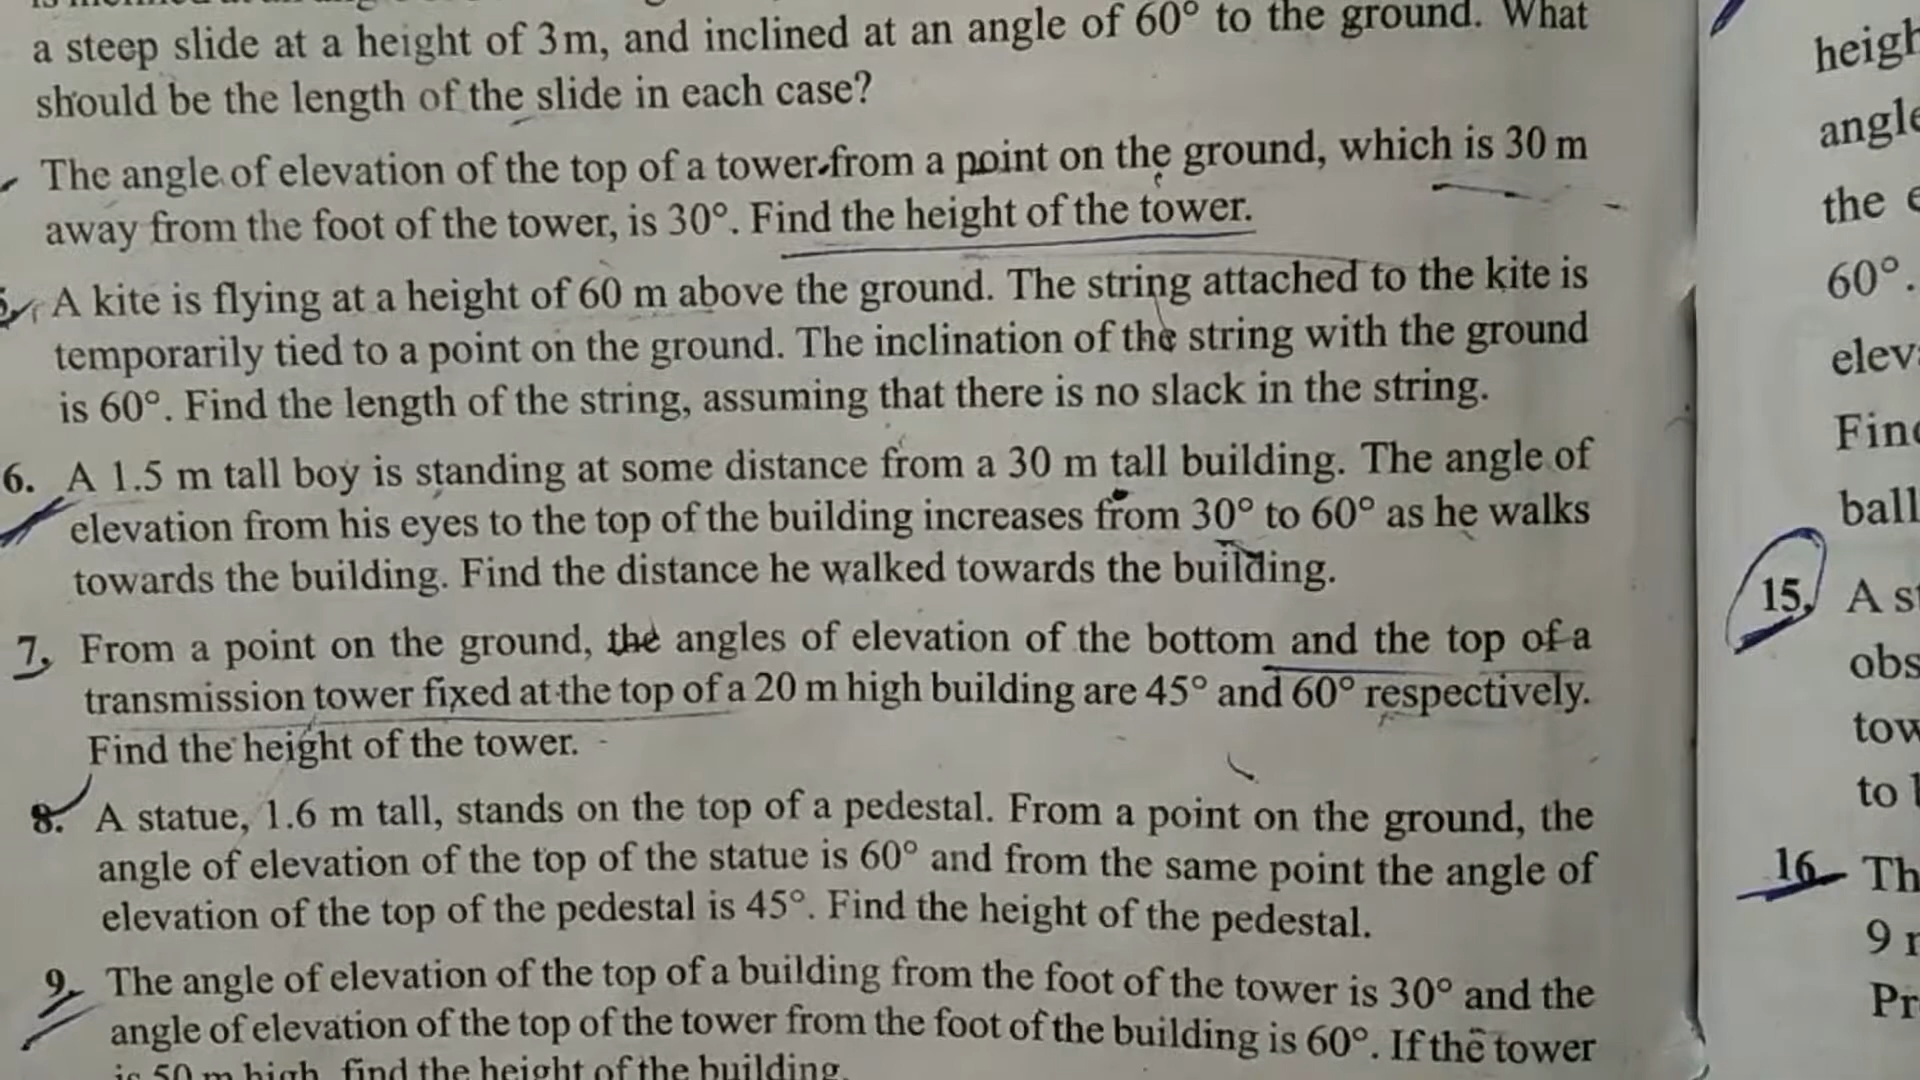 a steep slide at a height of 3m, and inclined at an angle of 60° to the ground. What
should be the length of the slide in each case?
The angle of elevation of the top of a tower from a point on the ground, which is 30 m
away from the foot of the tower, is 30°. Find the height of the tower.
A kite is flying at a height of 60 m above the ground. The string attached to the kite is
temporarily tied to a point on the ground. The inclination of the string with the ground
is 60°. Find the length of the string, assuming that there is no slack in the string.
6. A 1.5 m tall boy is standing at some distance from a 30 m tall building. The angle of
elevation from his eyes to the top of the building increases from 30° to 60° as he walks
towards the building. Find the distance he walked towards the building.
7. From a point on the ground, the angles of elevation of the bottom and the top of a
transmission tower fixed at the top of a 20 m high building are 45° and 60° respectively.
Find the height of the tower.
8. A statue, 1.6 m tall, stands on the top of a pedestal. From a point on the ground, the
angle of elevation of the top of the statue is 60° and from the same point the angle of
elevation of the top of the pedestal is 45°. Find the height of the pedestal.
9. The angle of elevation of the top of a building from the foot of the tower is 30° and the
angle of elevation of the top of the tower from the foot of the building is 60°. If the tower
is 50 m high, find the height of the building.
heigh
angle
the
60°.
elev
Find
ball
15. A st
obs
tow
to
16. Th
9
Pr